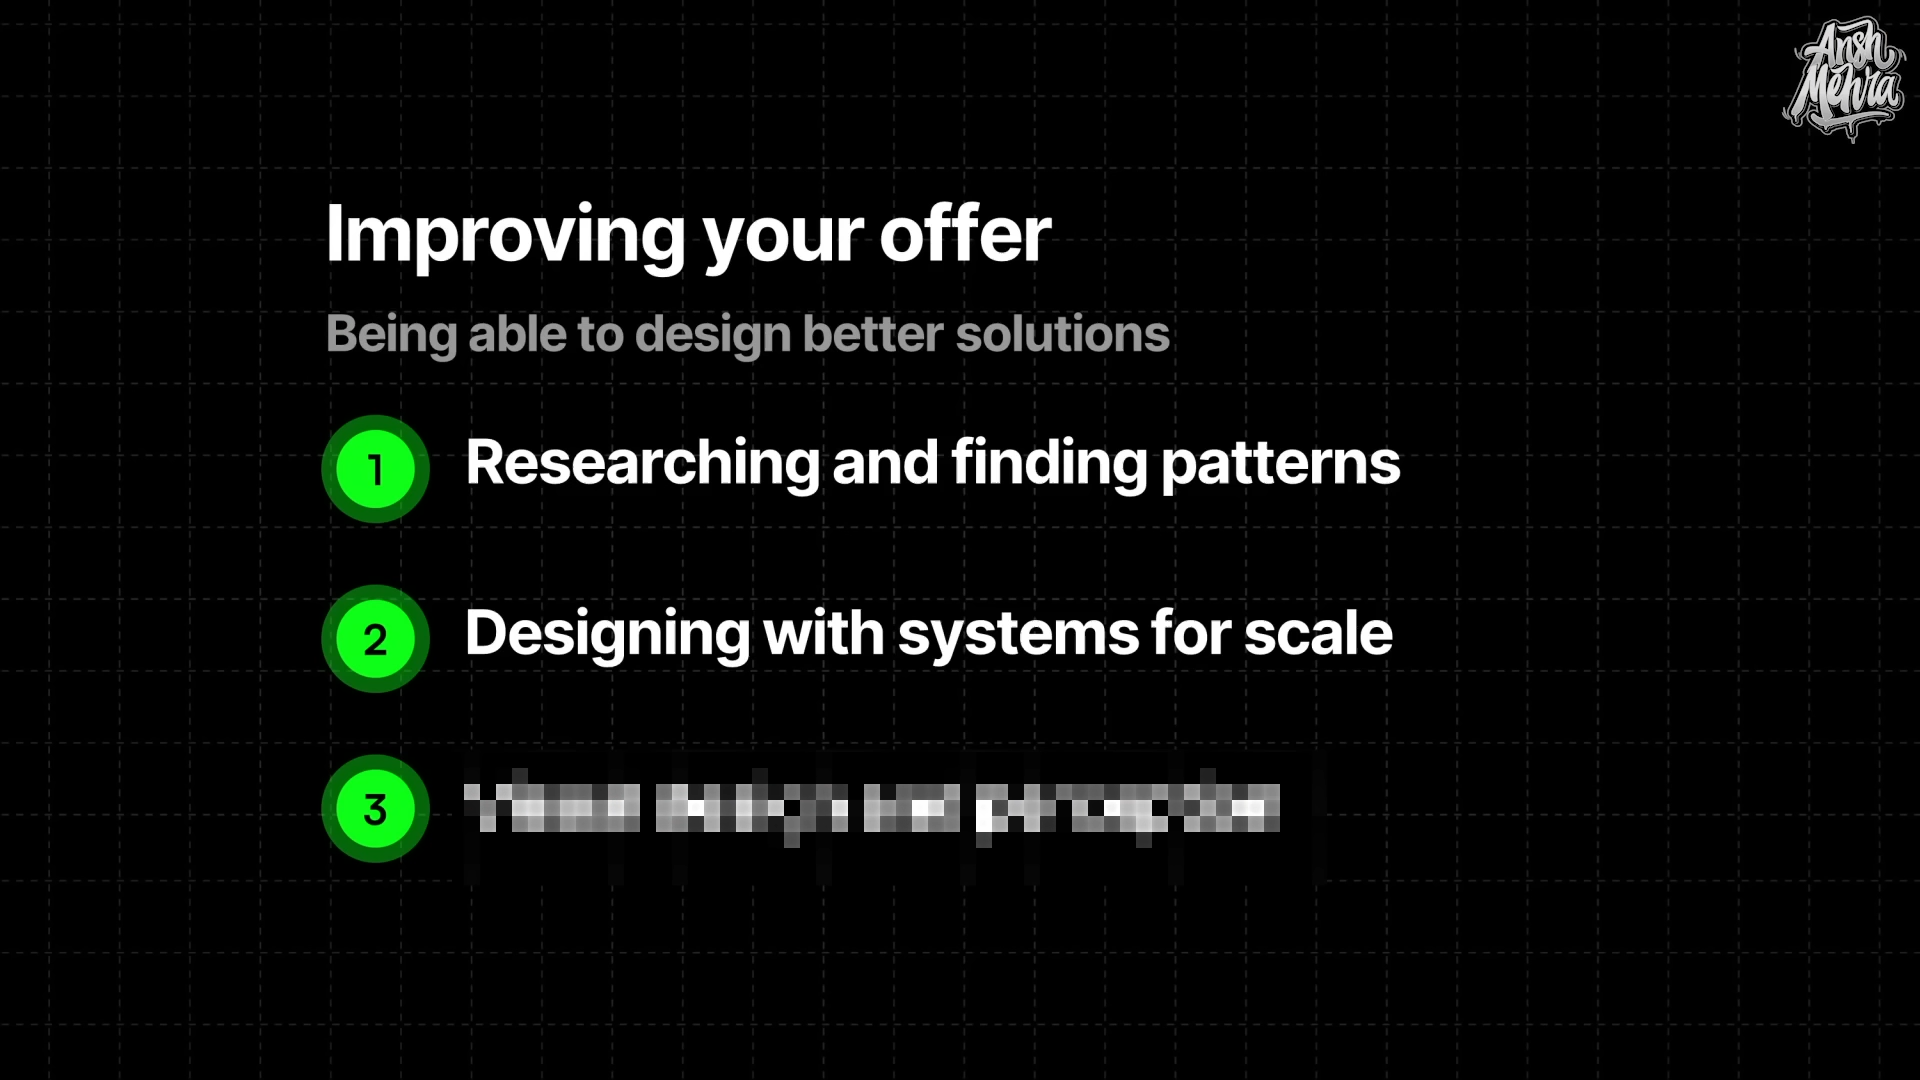 Ansh
Mehra
Improving your offer
Being able to design better solutions
1 Researching and finding patterns
2 Designing with systems for scale
3